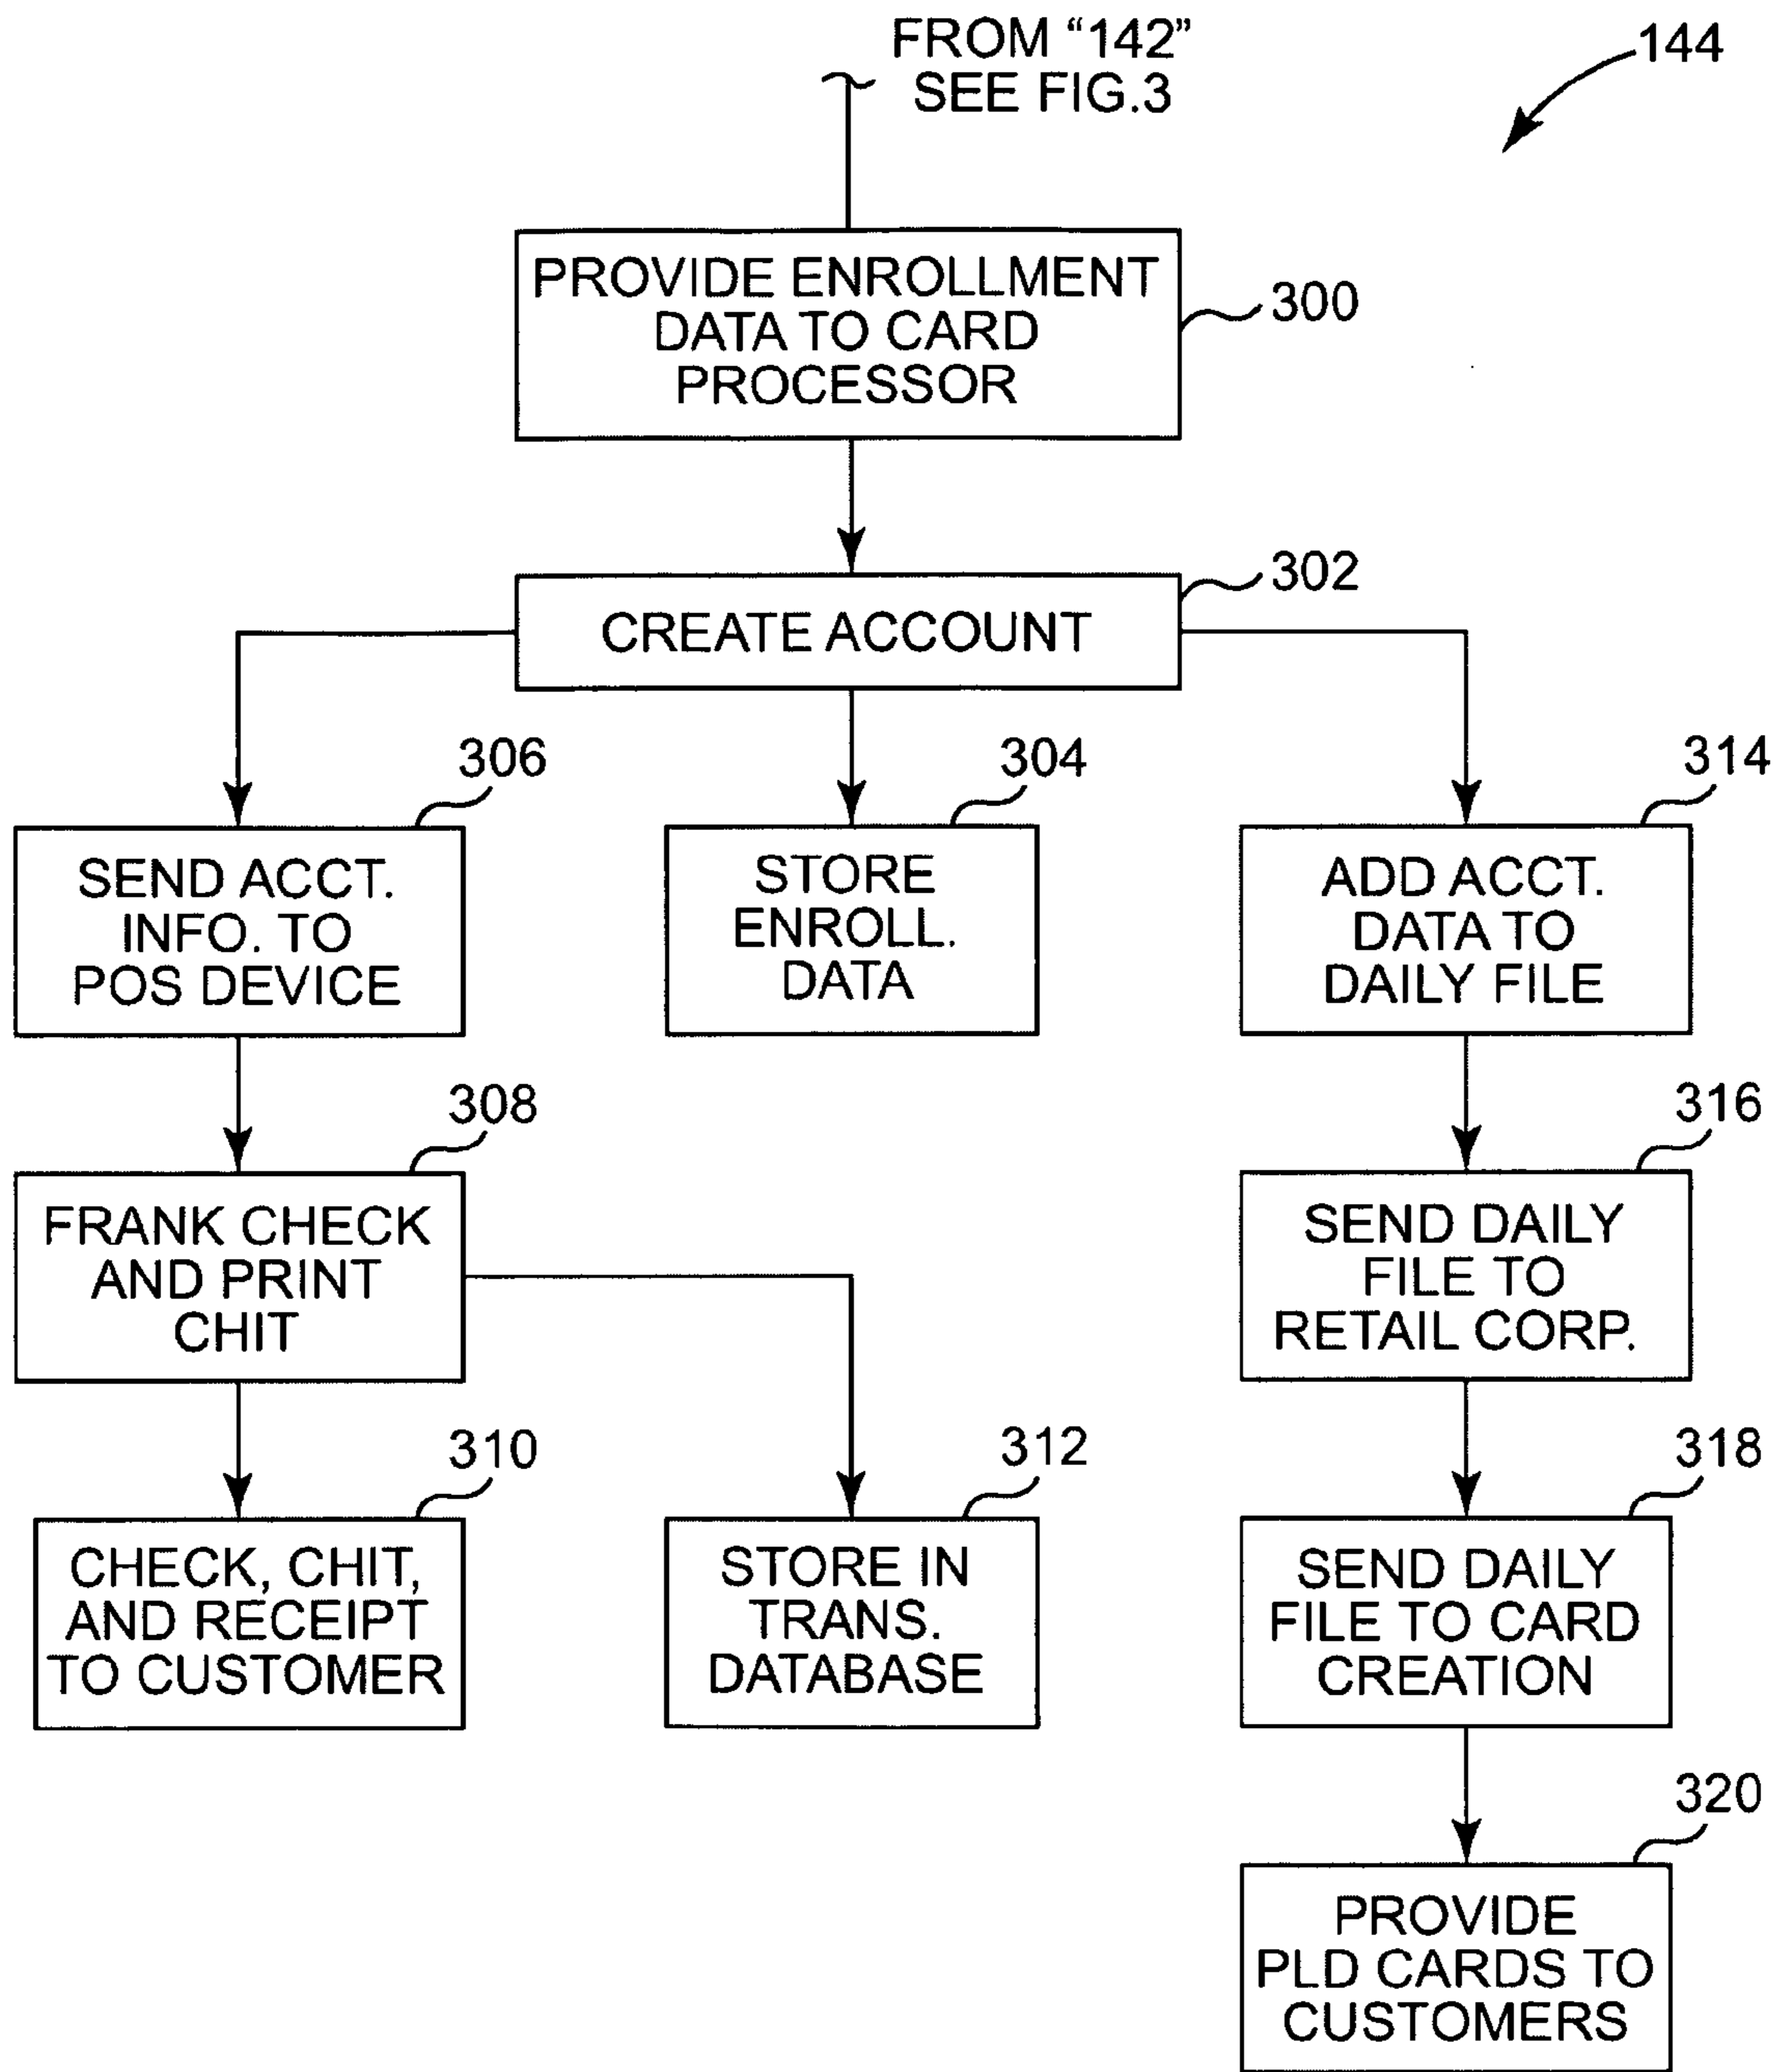 FROM “142”
SEE FIG.3
144
PROVIDE ENROLLMENT
DATA TO CARD
PROCESSOR
300
302
CREATE ACCOUNT
306
304
314
SEND ACCT.
INFO. TO
POS DEVICE
STORE
ENROLL.
DATA
ADD ACCT.
DATA TO
DAILY FILE
308
316
FRANK CHECK
AND PRINT
CHIT
SEND DAILY
FILE TO
RETAIL CORP.
310
312
318
CHECK, CHIT,
AND RECEIPT
TO CUSTOMER
STORE IN
TRANS.
DATABASE
SEND DAILY
FILE TO CARD
CREATION
320
PROVIDE
PLD CARDS TO
CUSTOMERS